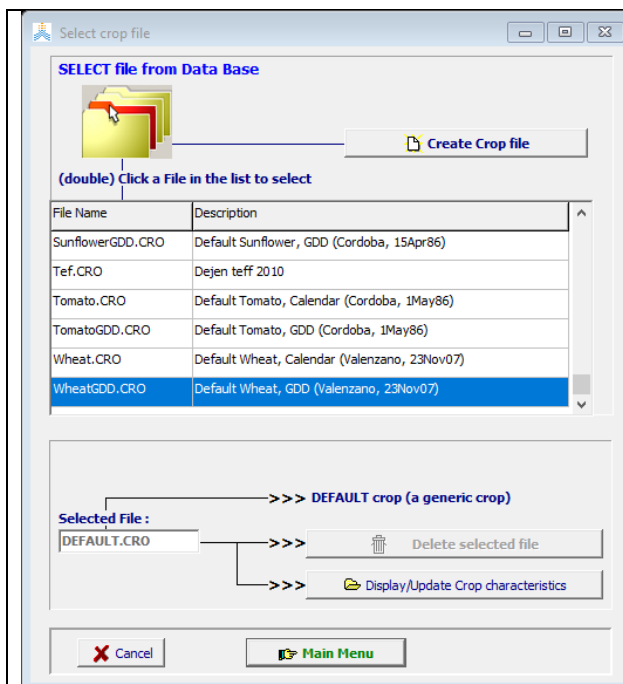 Select crop file
SELECT file from Data Base
Create Crop file
(double) Click a File in the list to select
File Name Description
SunflowerGDD.CRO Default Sunflower, GDD (Cordoba, 15Apr86)
Tef.CRO Dejen teff 2010
Tomato.CRO Default Tomato, Calendar (Cordoba, 1May86)
TomatoGDD.CRO Default Tomato, GDD (Cordoba, 1May86)
Wheat.CRO Default Wheat, Calendar (Valenzano, 23Nov07)
WheatGDD.CRO Default Wheat, GDD (Valenzano, 23Nov07)
>>> DEFAULT crop (a generic crop)
Selected File :
DEFAULT.CRO >>> Delete selected file
>>> Display/Update Crop characteristics
Cancel Main Menu